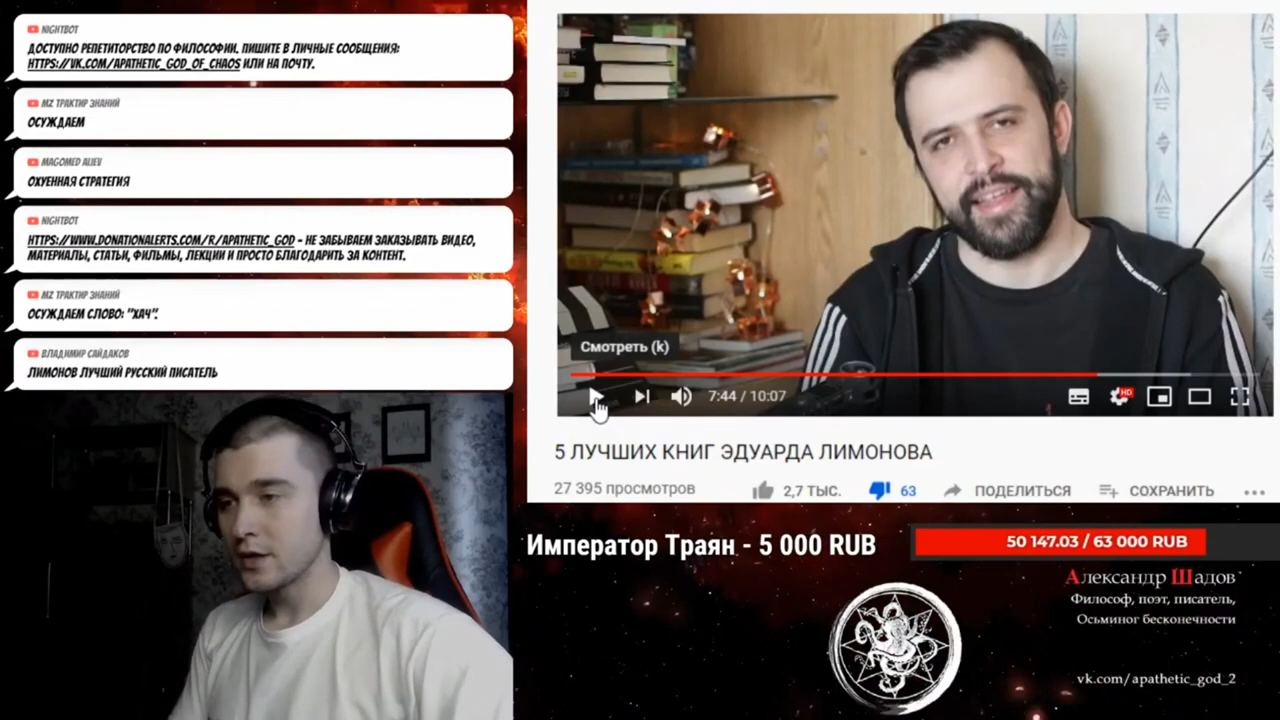 NIGHTBOT
ДОСТУПНО РЕПЕТИТОРСТВО ПО ФИЛОСОФИИ. ПИШИТЕ В ЛИЧНЫЕ СООБЩЕНИЯ:
HTTPS://VK.COM/APATHETIC_GOD_OF_CHAOS ИЛИ НА ПОЧТУ.
MZ ТРАКТИР ЗНАНИЙ
ОСУЖДАЕМ
MAGOMED ALIEV
ОХУЕННАЯ СТРАТЕГИЯ
NIGHTBOT
HTTPS://WWW.DONATIONALERTS.COM/R/APATHETIC_GOD - НЕ ЗАБЫВАЕМ ЗАКАЗЫВАТЬ ВИДЕО,
МАТЕРИАЛЫ, СТАТЬИ, ФИЛЬМЫ, ЛЕКЦИИ И ПРОСТО БЛАГОДАРИТЬ ЗА КОНТЕНТ.
MZ ТРАКТИР ЗНАНИЙ
ОСУЖДАЕМ СЛОВО: "ХАЧ".
ВЛАДИМИР САЙДАКОВ
ЛИМОНОВ ЛУЧШИЙ РУССКИЙ ПИСАТЕЛЬ
Смотреть (k)
7:44 / 10:07
HD
5 ЛУЧШИХ КНИГ ЭДУАРДА ЛИМОНОВА
27 395 просмотров
2,7 ТЫС.
63
ПОДЕЛИТЬСЯ
СОХРАНИТЬ
Император Траян - 5 000 RUB
50 147.03 / 63 000 RUB
Александр Шадов
Философ, поэт, писатель,
Осьминог бесконечности
vk.com/apathetic_god_2